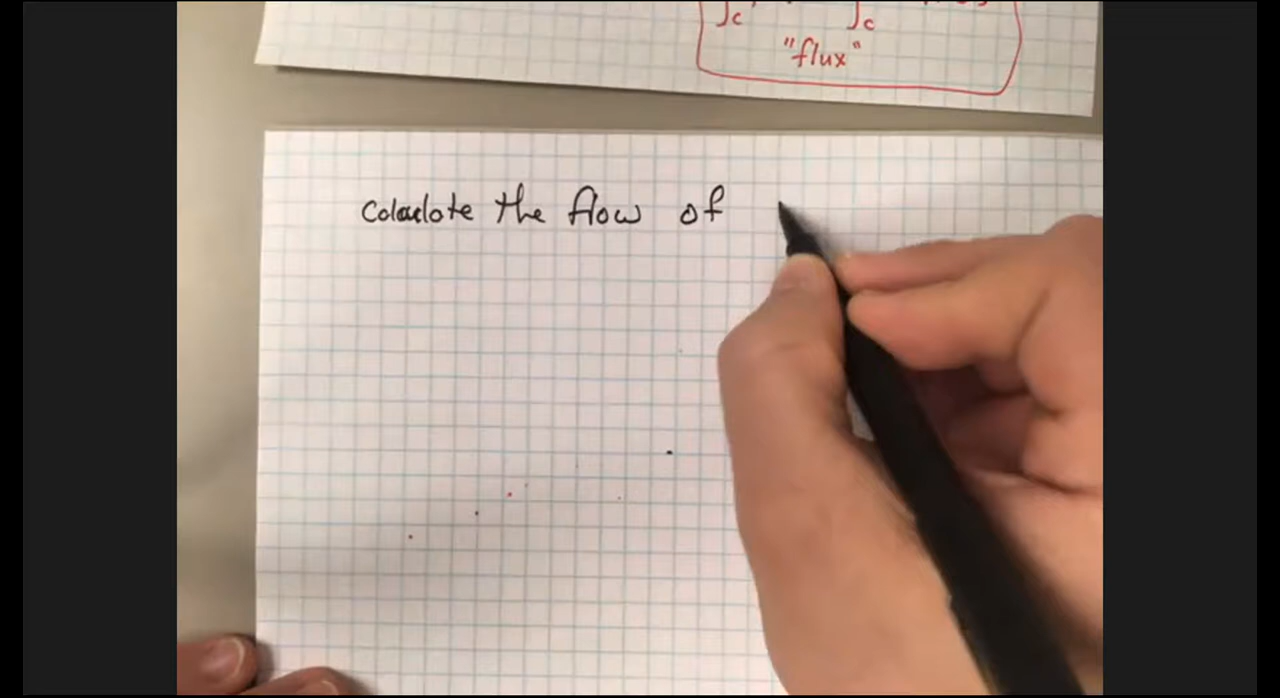 ∫c ∫c
"flux"
Calculate the flow of